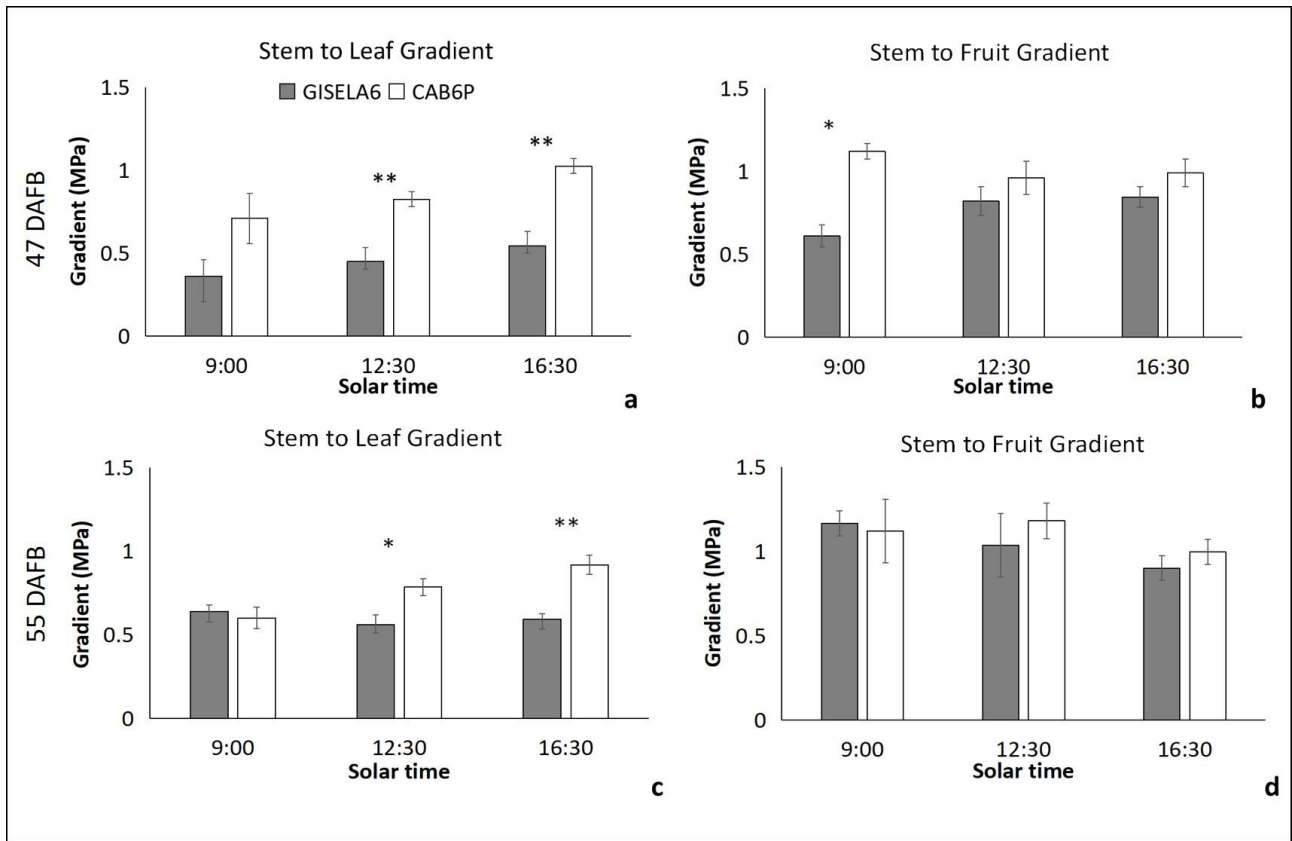 Stem to Leaf Gradient
GISELA6 CAB6P
47 DAFB
Gradient (MPa)
1.5
1
0.5
0
**
**
9:00 12:30 16:30
Solar time
a
Stem to Fruit Gradient
Gradient (MPa)
1.5
1
0.5
0
*
9:00 12:30 16:30
Solar time
b
Stem to Leaf Gradient
55 DAFB
Gradient (MPa)
1.5
1
0.5
0
*
**
9:00 12:30 16:30
Solar time
c
Stem to Fruit Gradient
Gradient (MPa)
1.5
1
0.5
0
9:00 12:30 16:30
Solar time
d